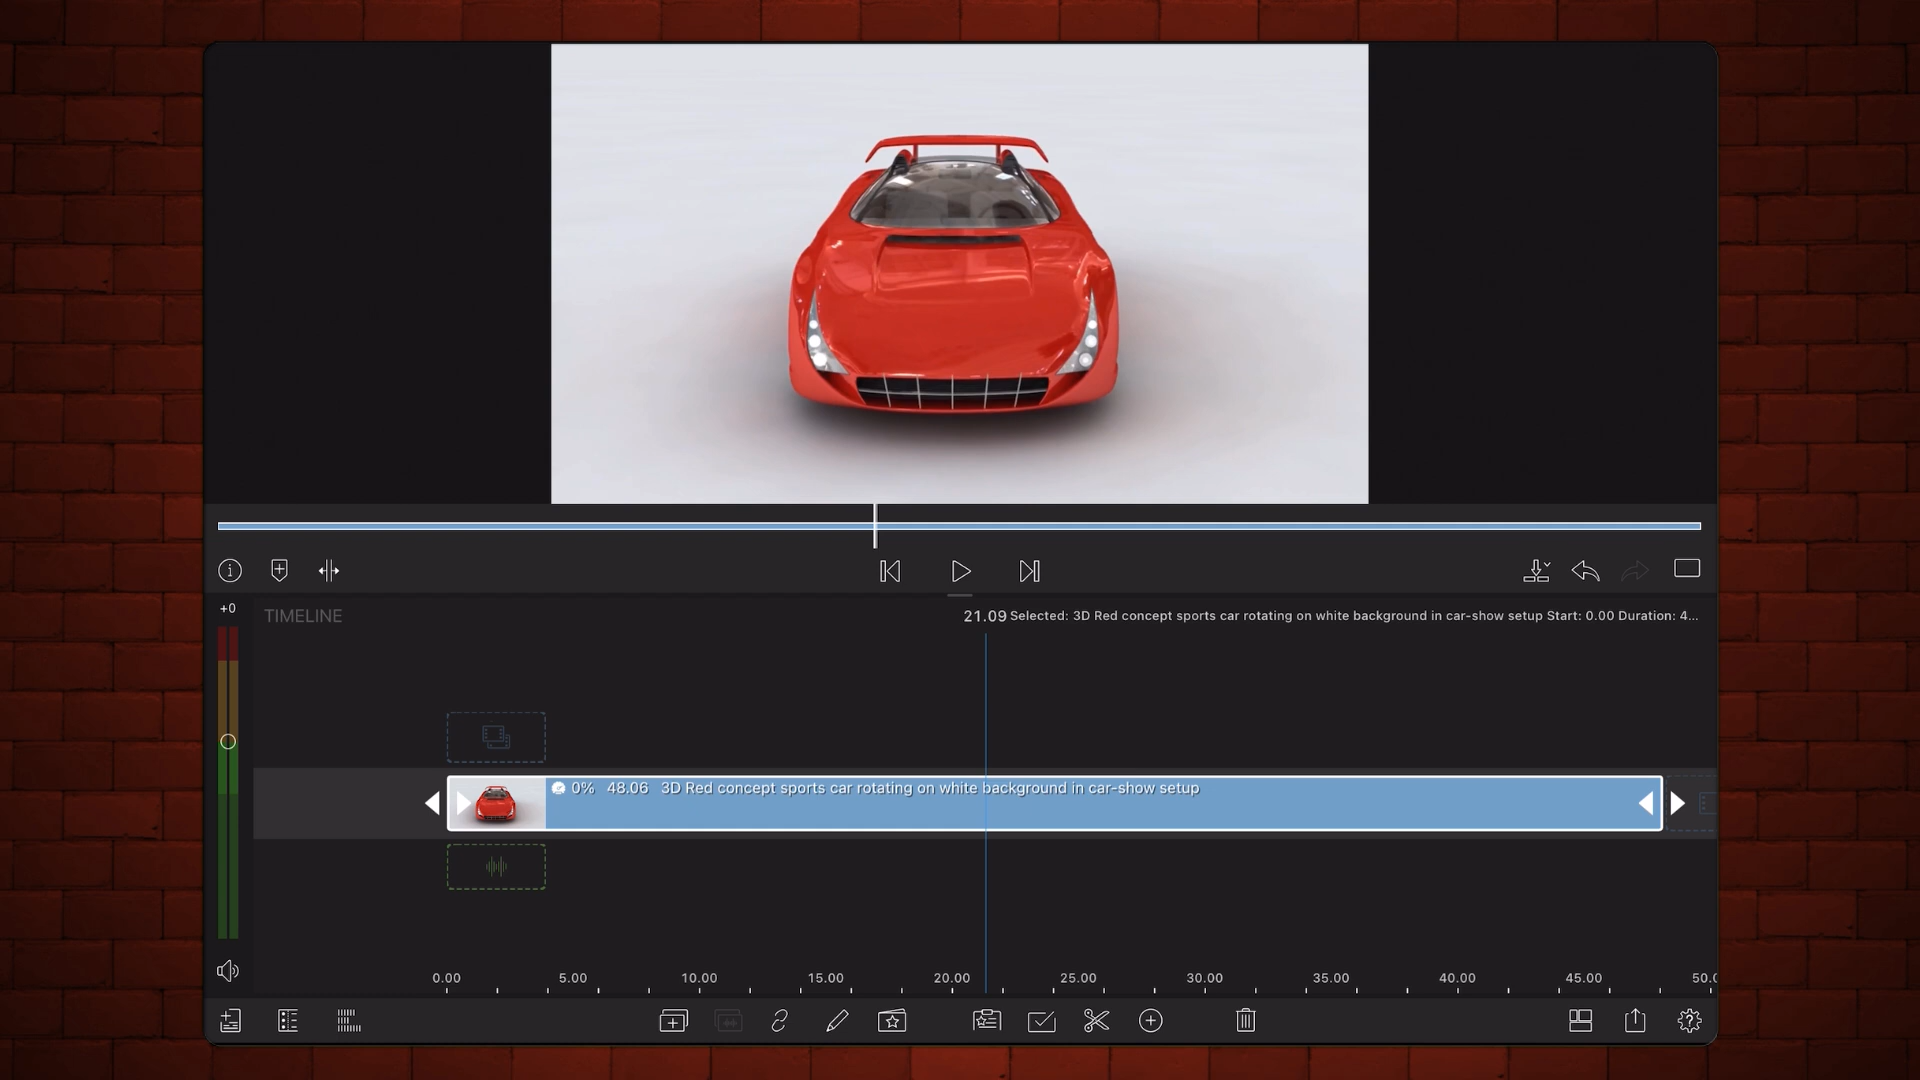 +0
TIMELINE
21.09 Selected: 3D Red concept sports car rotating on white background in car-show setup Start: 0.00 Duration: 4...
0% 48.06 3D Red concept sports car rotating on white background in car-show setup
0.00 5.00 10.00 15.00 20.00 25.00 30.00 35.00 40.00 45.00 50.0